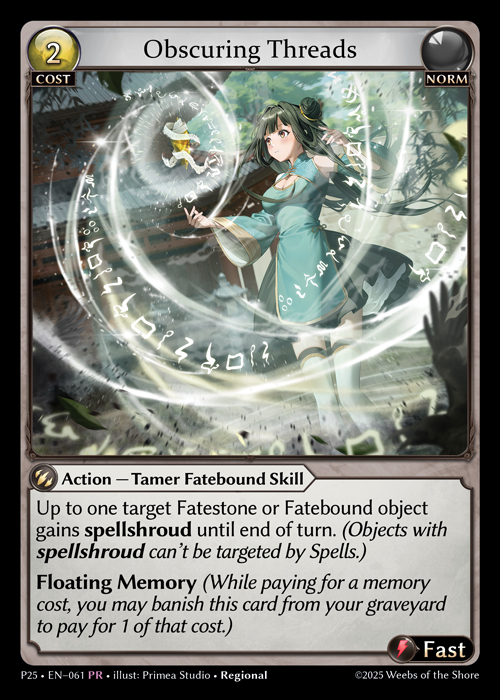 2
COST
Obscuring Threads
NORM
Action — Tamer Fatebound Skill
Up to one target Fatestone or Fatebound object
gains spellshroud until end of turn. (Objects with
spellshroud can't be targeted by Spells.)
Floating Memory (While paying for a memory
cost, you may banish this card from your graveyard
to pay for 1 of that cost.)
Fast
P25 • EN–061 PR • illust: Primea Studio • Regional
©2025 Weebs of the Shore